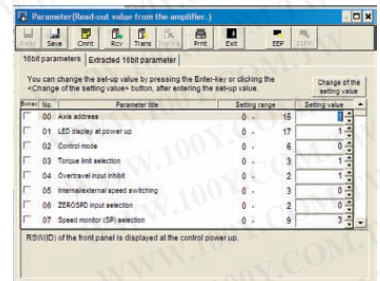 Parameter(Read-out value from the amplifier.)
Read Save Cmnt Rcv Trans Prnt Exit EEP
16bit parameters Extracted 16bit parameter
You can change the set-up value by pressing the Enter-key or clicking the
<Change of the setting value> button, after entering the set-up value.
Change of the
setting value
Extrac No. Parameter title Setting range Setting value
00 Axis address 0 - 15 1
01 LED display at power up 0 - 17 1
02 Control mode 0 - 6 0
03 Torque limit selection 0 - 3 1
04 Overtravel input inhibit 0 - 2 1
05 Internal/external speed switching 0 - 3 0
06 ZEROSPD input selection 0 - 2 0
07 Speed monitor (SP) selection 0 - 9 3
RSW(ID) of the front panel is displayed at the control power up.
WWW.100Y.COM.TW